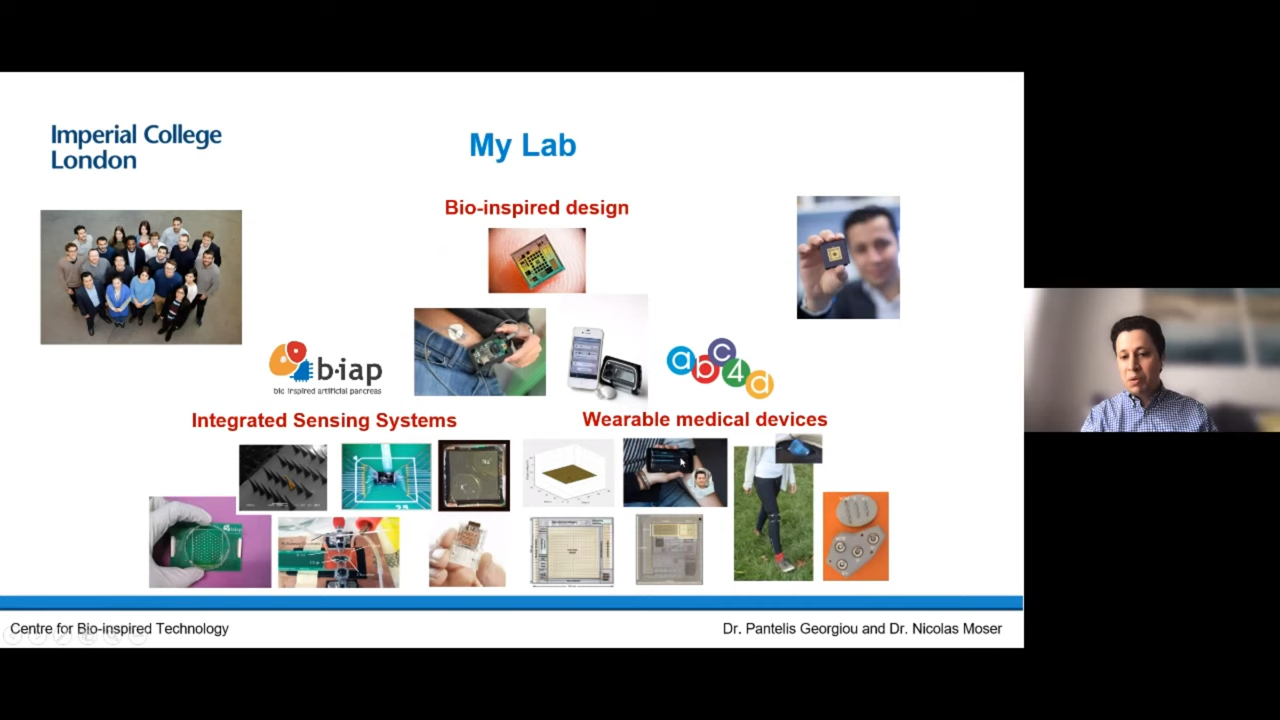 Imperial College
London
My Lab
Bio-inspired design
b·iap
bio inspired artificial pancreas
abc4d
Integrated Sensing Systems
Wearable medical devices
Centre for Bio-inspired Technology
Dr. Pantelis Georgiou and Dr. Nicolas Moser